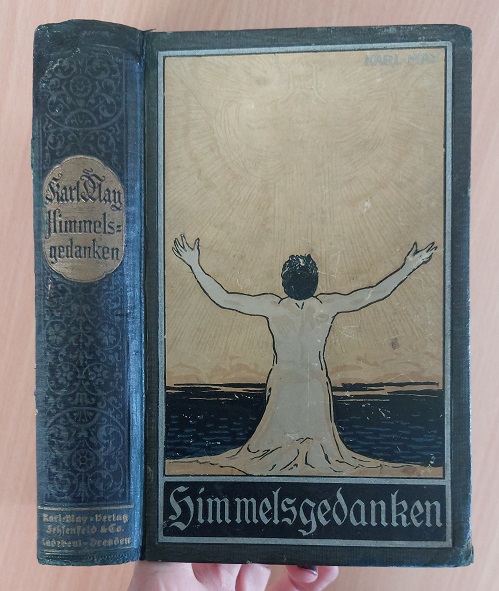 Karl May
Himmels=
gedanken
Karl-May-Verlag
Fehsenfeld & Co.
Radebeul-Dresden
KARL MAY
Himmelsgedanken